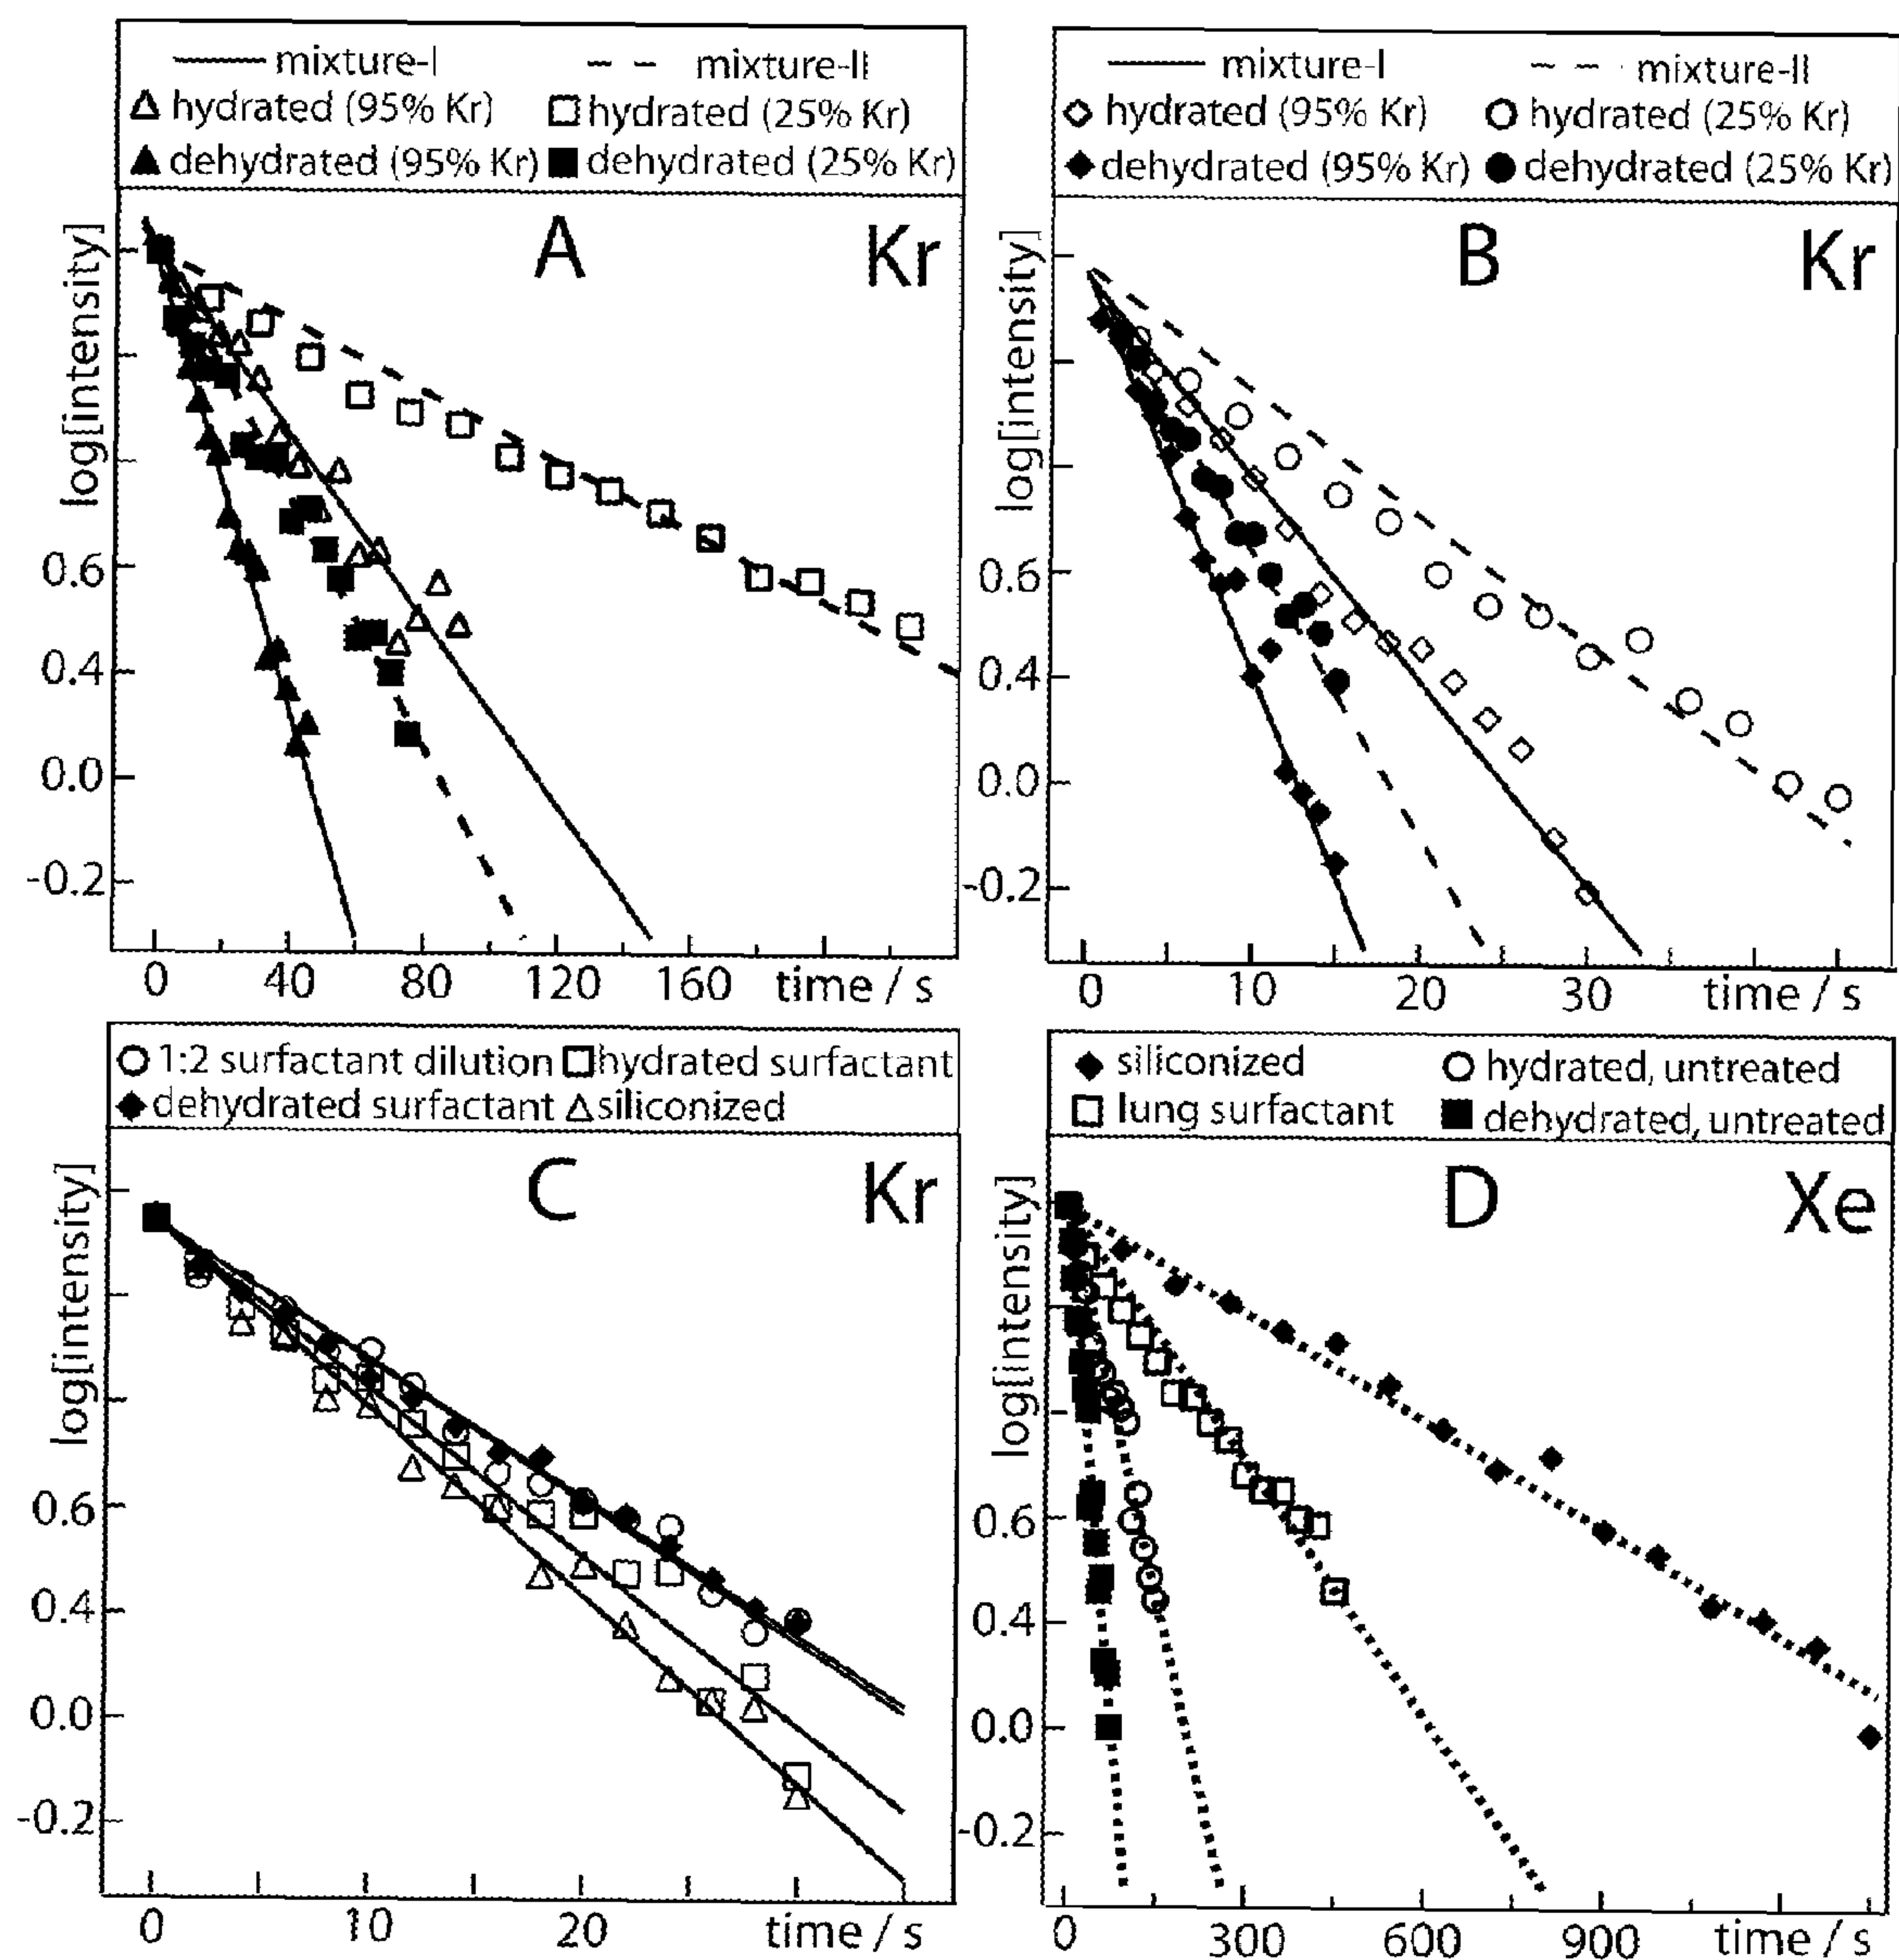 mixture-I mixture-II
hydrated (95% Kr) hydrated (25% Kr)
dehydrated (95% Kr) dehydrated (25% Kr)
A Kr
log[intensity]
0.6
0.4
0.0
-0.2
0 40 80 120 160 time / s
mixture-I mixture-II
hydrated (95% Kr) hydrated (25% Kr)
dehydrated (95% Kr) dehydrated (25% Kr)
B Kr
log[intensity]
0.6
0.4
0.0
-0.2
0 10 20 30 time / s
1:2 surfactant dilution hydrated surfactant
dehydrated surfactant siliconized
C Kr
log[intensity]
0.6
0.4
0.0
-0.2
0 10 20 time / s
siliconized hydrated, untreated
lung surfactant dehydrated, untreated
D Xe
log[intensity]
0.6
0.4
0.0
-0.2
0 300 600 900 time / s